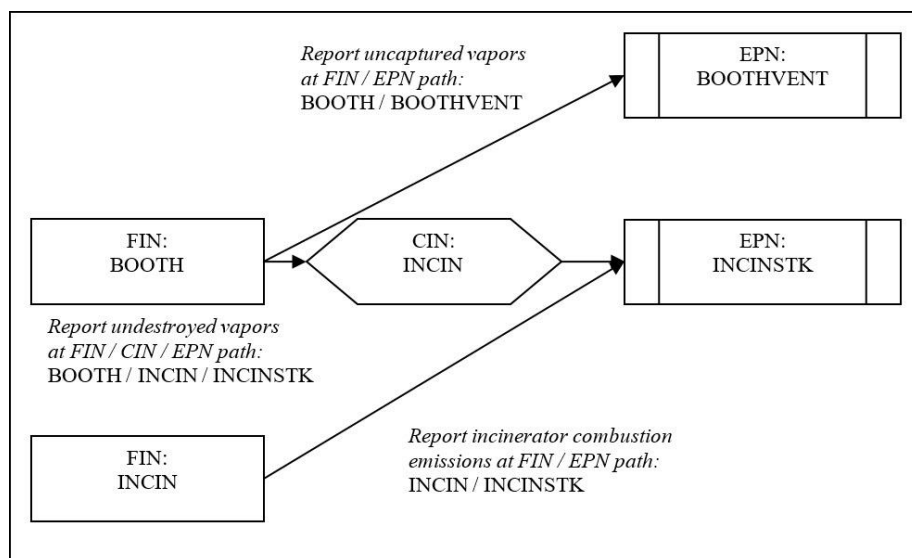 Report uncaptured vapors
at FIN / EPN path:
BOOTH / BOOTHVENT
EPN:
BOOTHVENT
FIN:
BOOTH
CIN:
INCIN
EPN:
INCINSTK
Report undestroyed vapors
at FIN / CIN / EPN path:
BOOTH / INCIN / INCINSTK
FIN:
INCIN
Report incinerator combustion
emissions at FIN / EPN path:
INCIN / INCINSTK